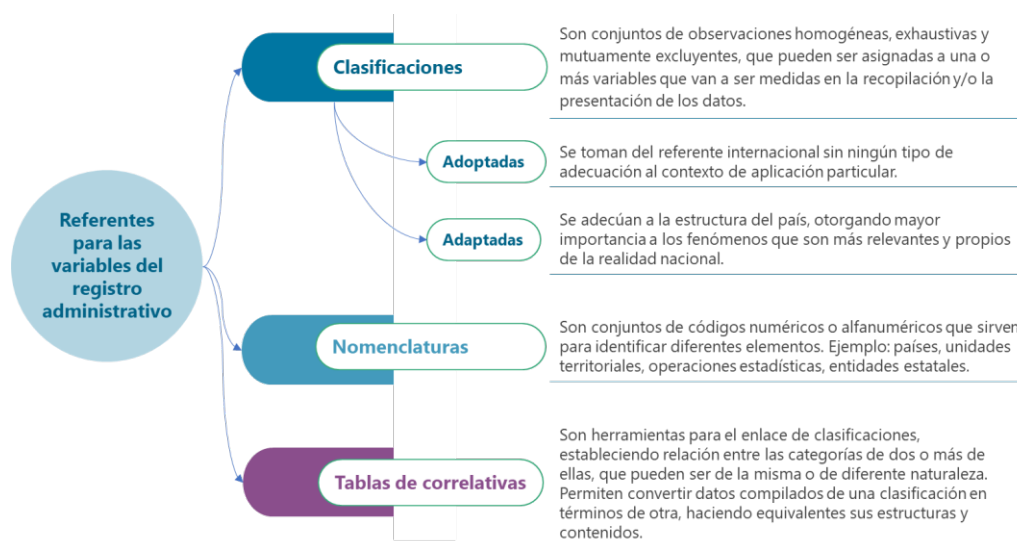 Referentes
para las
variables del
registro
administrativo
Clasificaciones
Son conjuntos de observaciones homogéneas, exhaustivas y
mutuamente excluyentes, que pueden ser asignadas a una o
más variables que van a ser medidas en la recopilación y/o la
presentación de los datos.
Adoptadas
Se toman del referente internacional sin ningún tipo de
adecuación al contexto de aplicación particular.
Adaptadas
Se adecúan a la estructura del país, otorgando mayor
importancia a los fenómenos que son más relevantes y propios
de la realidad nacional.
Nomenclaturas
Son conjuntos de códigos numéricos o alfanuméricos que sirven
para identificar diferentes elementos. Ejemplo: países, unidades
territoriales, operaciones estadísticas, entidades estatales.
Tablas de correlativas
Son herramientas para el enlace de clasificaciones,
estableciendo relación entre las categorías de dos o más de
ellas, que pueden ser de la misma o de diferente naturaleza.
Permiten convertir datos compilados de una clasificación en
términos de otra, haciendo equivalentes sus estructuras y
contenidos.